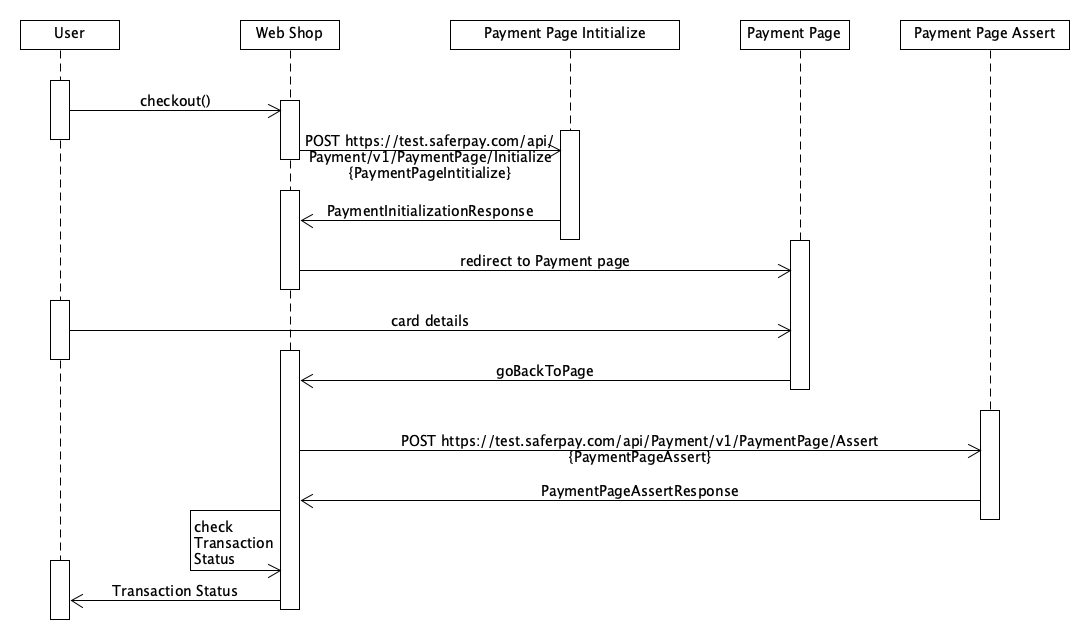 User
Web Shop
Payment Page Intitialize
Payment Page
Payment Page Assert
checkout()
POST https://test.saferpay.com/api/
Payment/v1/PaymentPage/Initialize
{PaymentPageIntitialize}
PaymentInitializationResponse
redirect to Payment page
card details
goBackToPage
POST https://test.saferpay.com/api/Payment/v1/PaymentPage/Assert
{PaymentPageAssert}
PaymentPageAssertResponse
check
Transaction
Status
Transaction Status